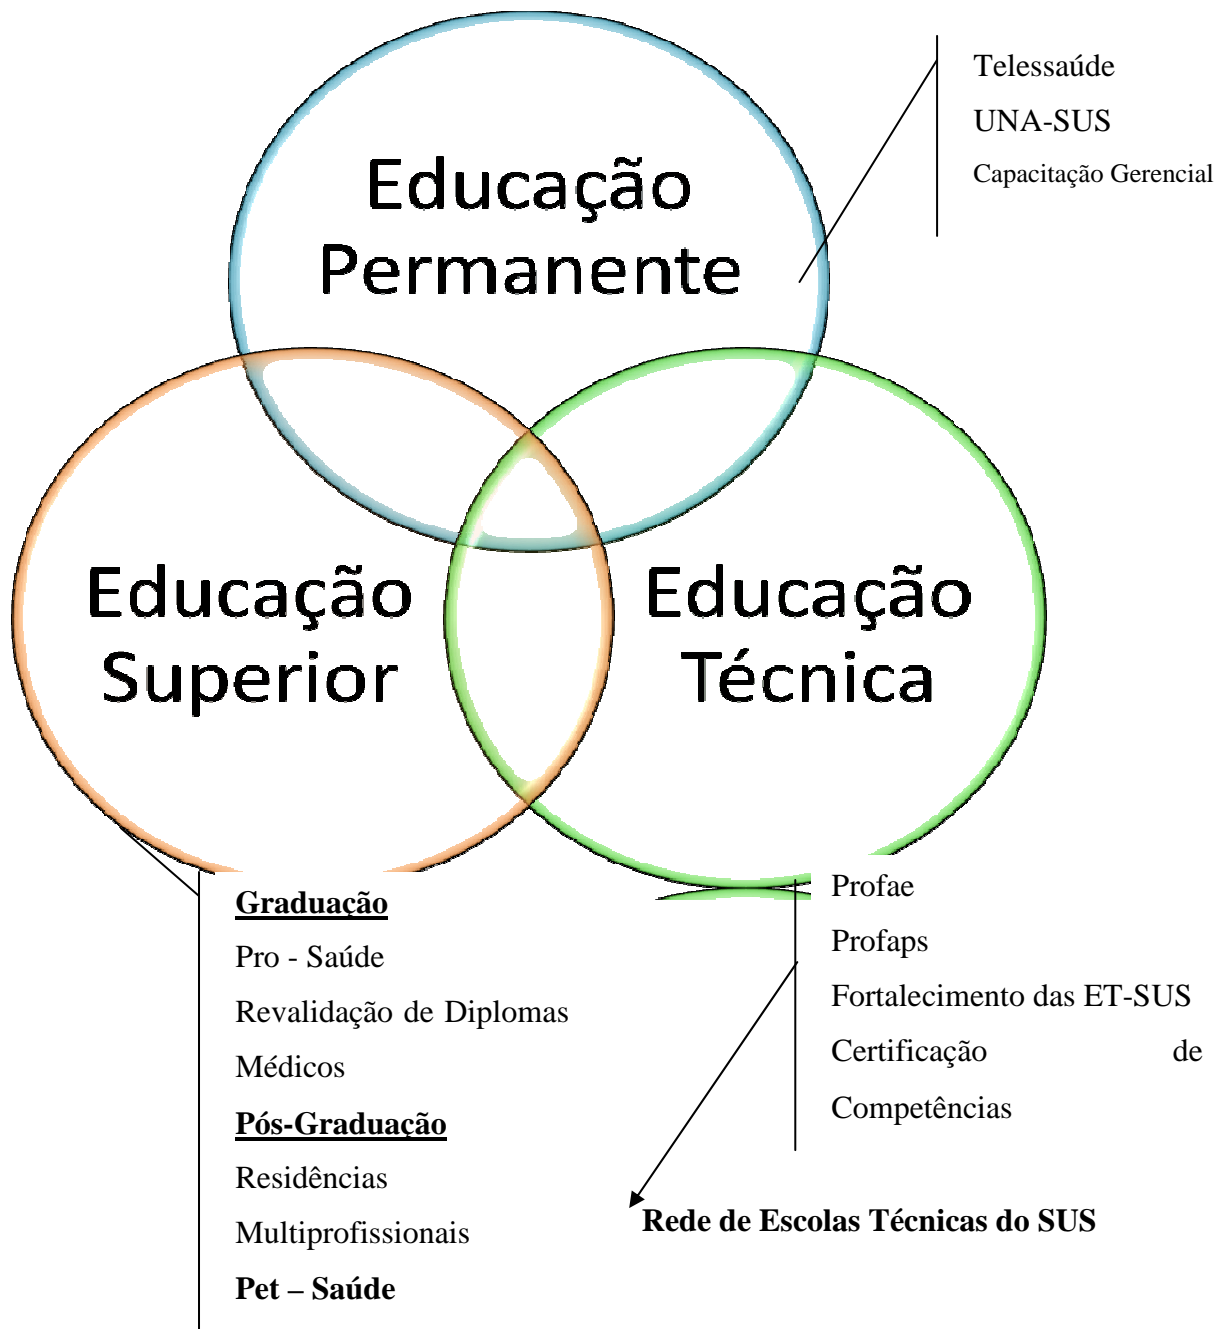 Telessaúde
UNA-SUS
Capacitação Gerencial
Educação
Permanente
Educação
Superior
Educação
Técnica
Graduação
Pro - Saúde
Revalidação de Diplomas
Médicos
Pós-Graduação
Residências
Multiprofissionais
Pet – Saúde
Profae
Profaps
Fortalecimento das ET-SUS
Certificação de
Competências
Rede de Escolas Técnicas do SUS